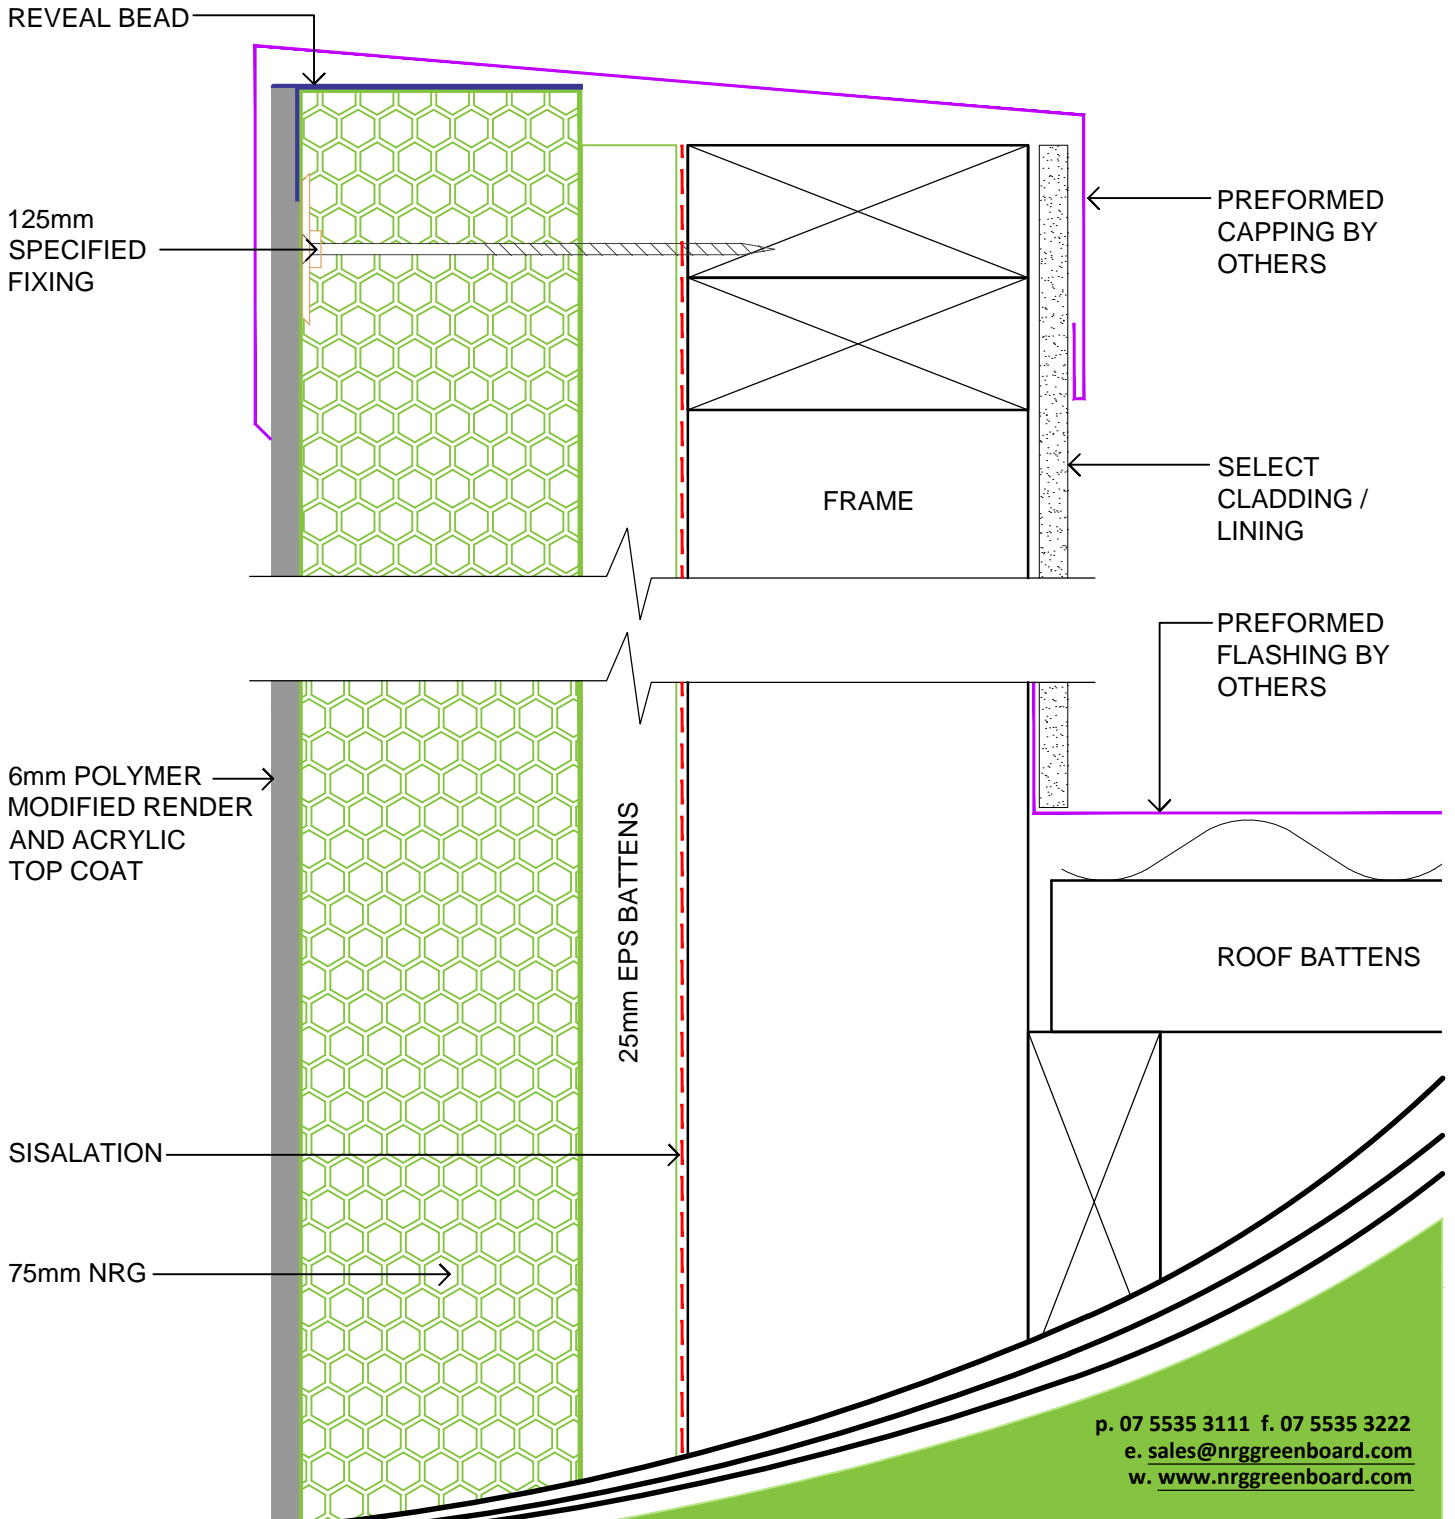 REVEAL BEAD
125mm
SPECIFIED
FIXING
PREFORMED
CAPPING BY
OTHERS
SELECT
CLADDING /
LINING
FRAME
PREFORMED
FLASHING BY
OTHERS
6mm POLYMER
MODIFIED RENDER
AND ACRYLIC
TOP COAT
25mm EPS BATTENS
ROOF BATTENS
SISALATION
75mm NRG
p. 07 5535 3111 f. 07 5535 3222
e. sales@nrggreenboard.com
w. www.nrggreenboard.com